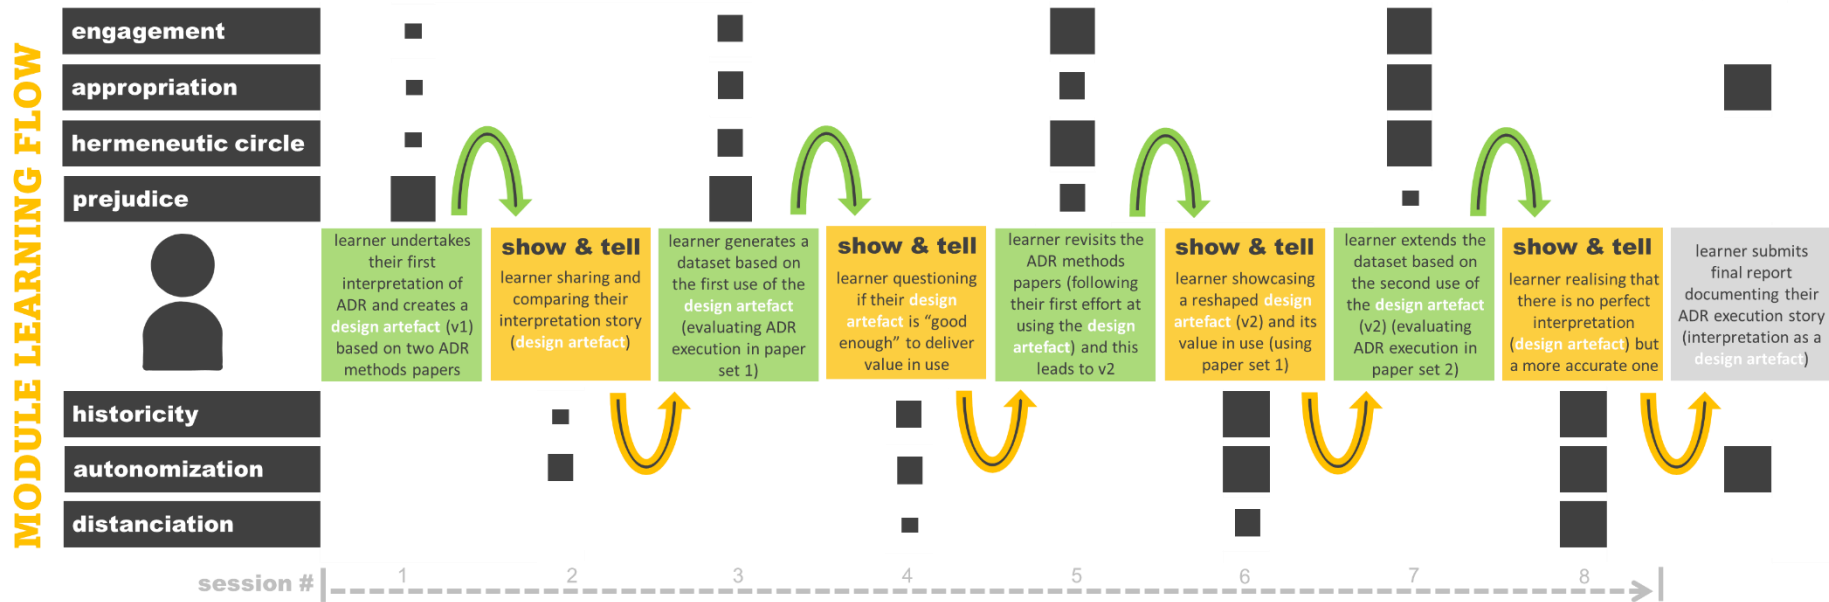 MODULE LEARNING FLOW
engagement
appropriation
hermeneutic circle
prejudice
learner undertakes
their first
interpretation of
ADR and creates a
design artefact (v1)
based on two ADR
methods papers
show & tell
learner sharing and
comparing their
interpretation story
(design artefact)
learner generates a
dataset based on
the first use of the
design artefact
(evaluating ADR
execution in paper
set 1)
show & tell
learner questioning
if their design
artefact is “good
enough” to deliver
value in use
learner revisits the
ADR methods
papers (following
their first effort at
using the design
artefact) and this
leads to v2
show & tell
learner showcasing
a reshaped design
artefact (v2) and its
value in use (using
paper set 1)
learner extends the
dataset based on
the second use of
the design artefact
(v2) (evaluating
ADR execution in
paper set 2)
show & tell
learner realising that
there is no perfect
interpretation
(design artefact) but
a more accurate one
learner submits
final report
documenting their
ADR execution story
(interpretation as a
design artefact)
historicity
autonomization
distanciation
session # 1 2 3 4 5 6 7 8